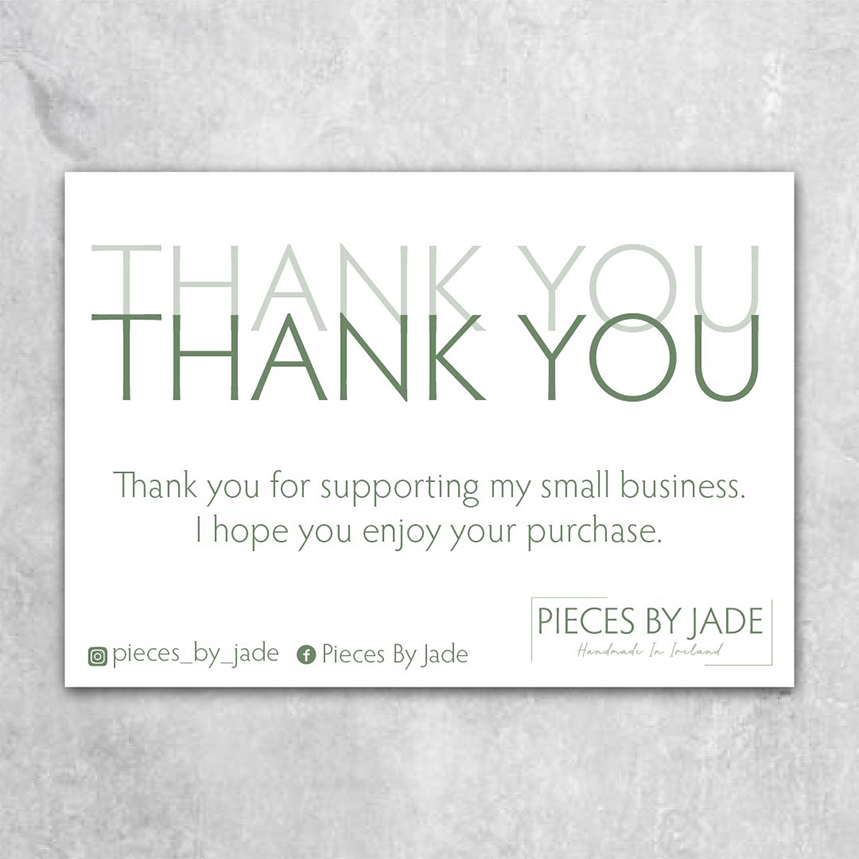 THANK YOU
THANK YOU
Thank you for supporting my small business.
I hope you enjoy your purchase.
pieces_by_jade Pieces By Jade
PIECES BY JADE
Handmade In Ireland